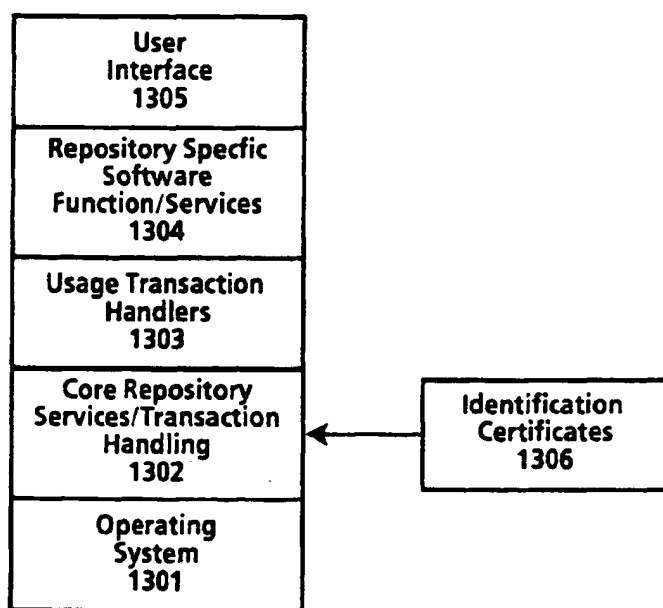 User
Interface
1305
Repository Specfic
Software
Function/Services
1304
Usage Transaction
Handlers
1303
Core Repository
Services/Transaction
Handling
1302
Identification
Certificates
1306
Operating
System
1301